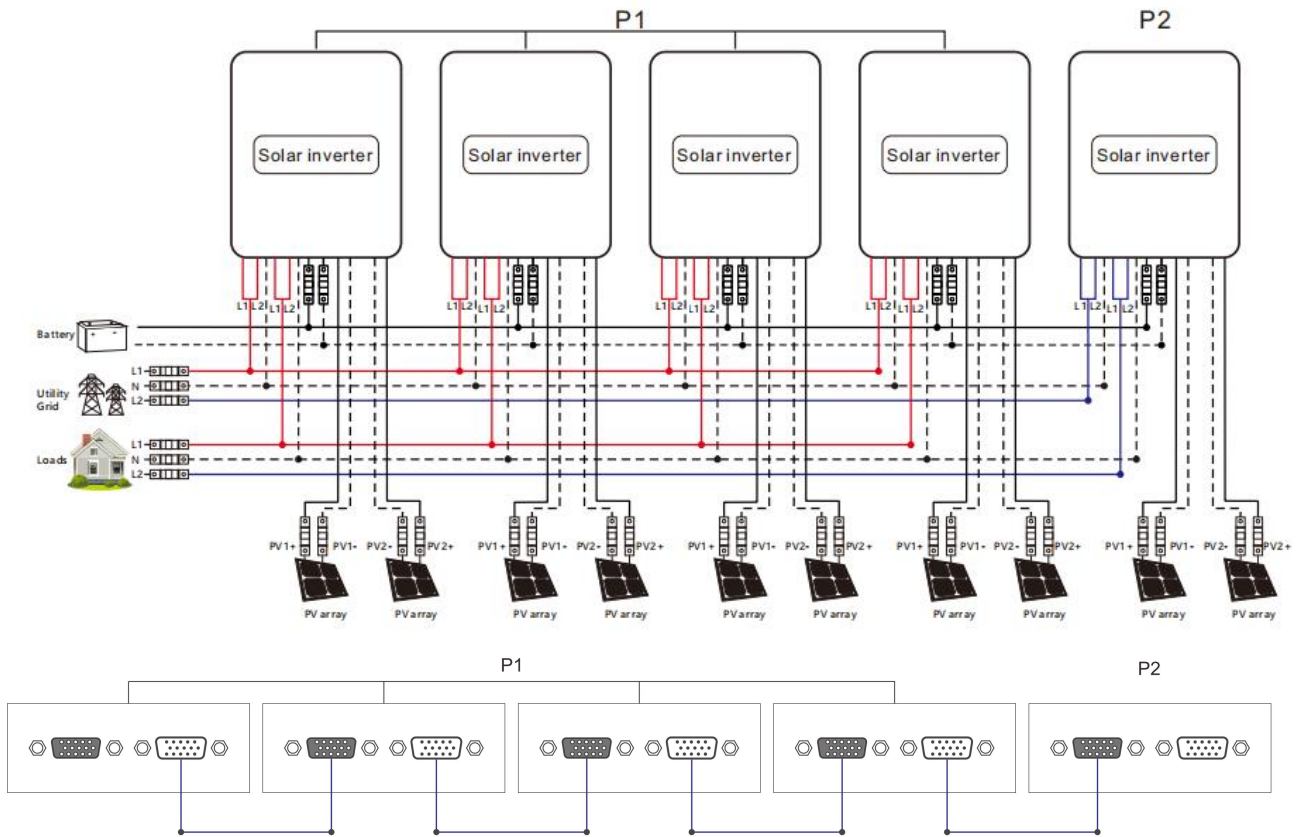 P1
P2
Solar inverter
Solar inverter
Solar inverter
Solar inverter
Solar inverter
L1 L2 L1 L2
L1 L2 L1 L2
L1 L2 L1 L2
L1 L2 L1 L2
L1 L2 L1 L2
Battery
Utility
Grid
L1
N
L2
Loads
L1
N
L2
PV1+ PV1- PV2- PV2+
PV1+ PV1- PV2- PV2+
PV1+ PV1- PV2- PV2+
PV1+ PV1- PV2- PV2+
PV1+ PV1- PV2- PV2+
PV array PV array
PV array PV array
PV array PV array
PV array PV array
PV array PV array
P1
P2